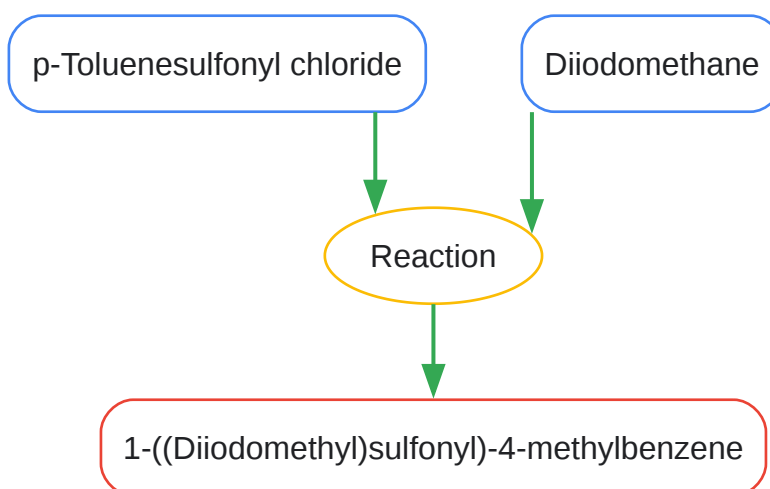 p-Toluenesulfonyl chloride
Diiodomethane
Reaction
1-((Diiodomethyl)sulfonyl)-4-methylbenzene